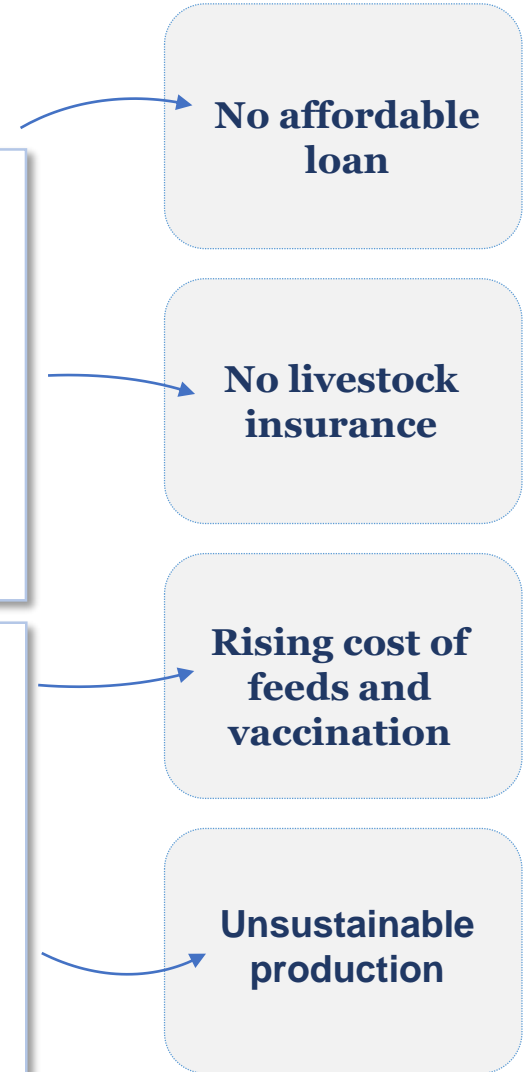 No affordable
loan
No livestock
insurance
Rising cost of
feeds and
vaccination
Unsustainable
production